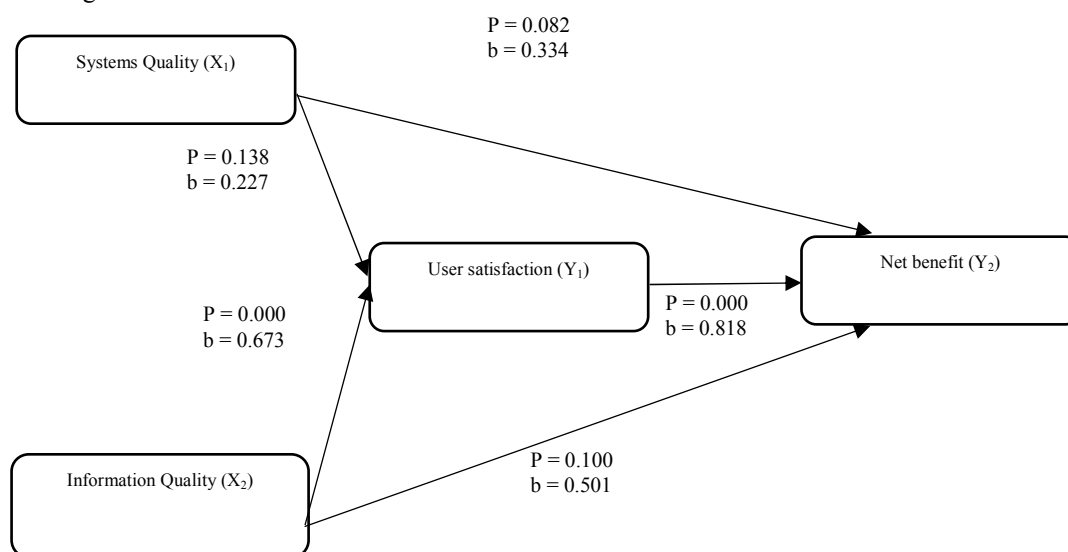 P = 0.082
b = 0.334
Systems Quality (X₁)
P = 0.138
b = 0.227
User satisfaction (Y₁)
Net benefit (Y₂)
P = 0.000
b = 0.818
P = 0.000
b = 0.673
P = 0.100
b = 0.501
Information Quality (X₂)